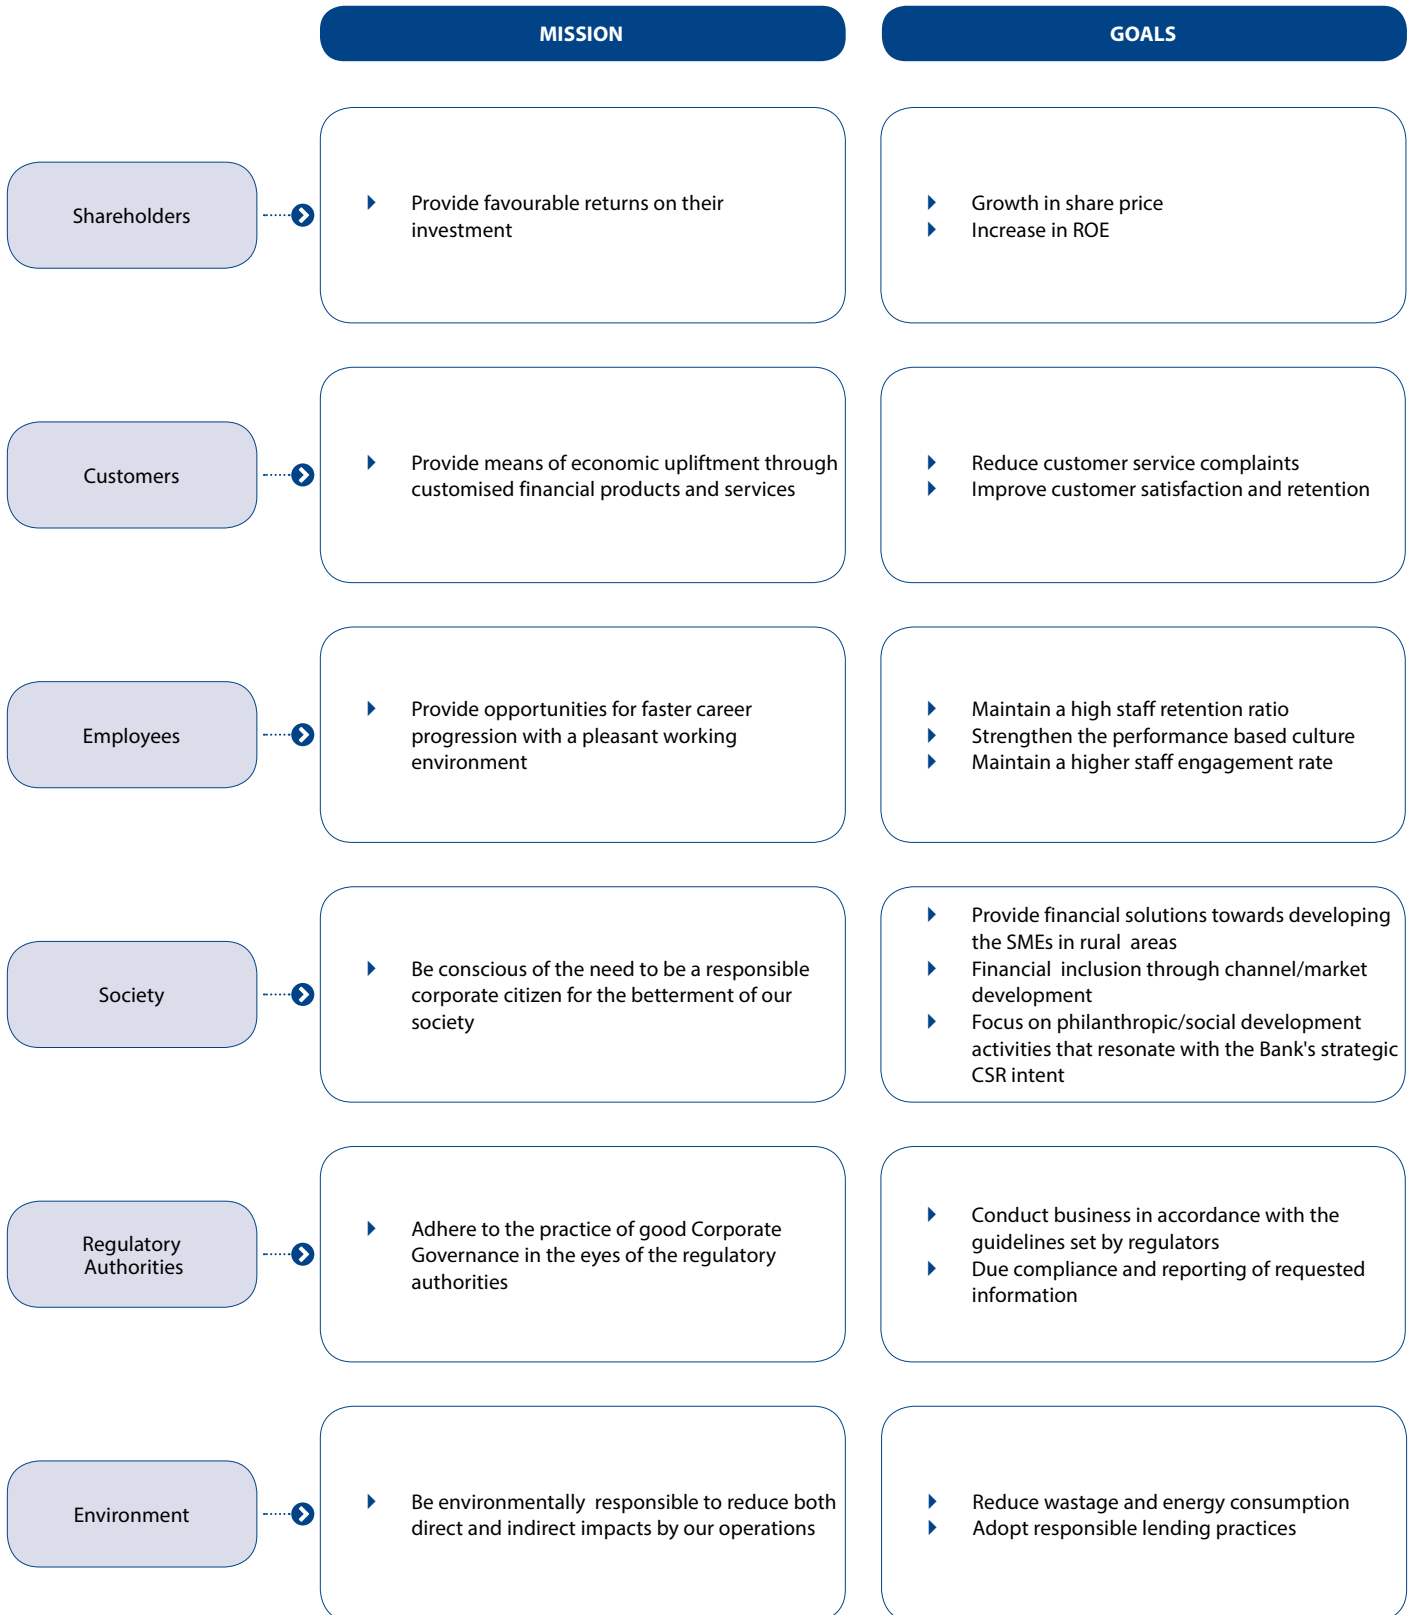 MISSION
GOALS
Shareholders
Provide favourable returns on their
investment
Growth in share price
Increase in ROE
Customers
Provide means of economic upliftment through
customised financial products and services
Reduce customer service complaints
Improve customer satisfaction and retention
Employees
Provide opportunities for faster career
progression with a pleasant working
environment
Maintain a high staff retention ratio
Strengthen the performance based culture
Maintain a higher staff engagement rate
Society
Be conscious of the need to be a responsible
corporate citizen for the betterment of our
society
Provide financial solutions towards developing
the SMEs in rural areas
Financial inclusion through channel/market
development
Focus on philanthropic/social development
activities that resonate with the Bank's strategic
CSR intent
Regulatory
Authorities
Adhere to the practice of good Corporate
Governance in the eyes of the regulatory
authorities
Conduct business in accordance with the
guidelines set by regulators
Due compliance and reporting of requested
information
Environment
Be environmentally responsible to reduce both
direct and indirect impacts by our operations
Reduce wastage and energy consumption
Adopt responsible lending practices